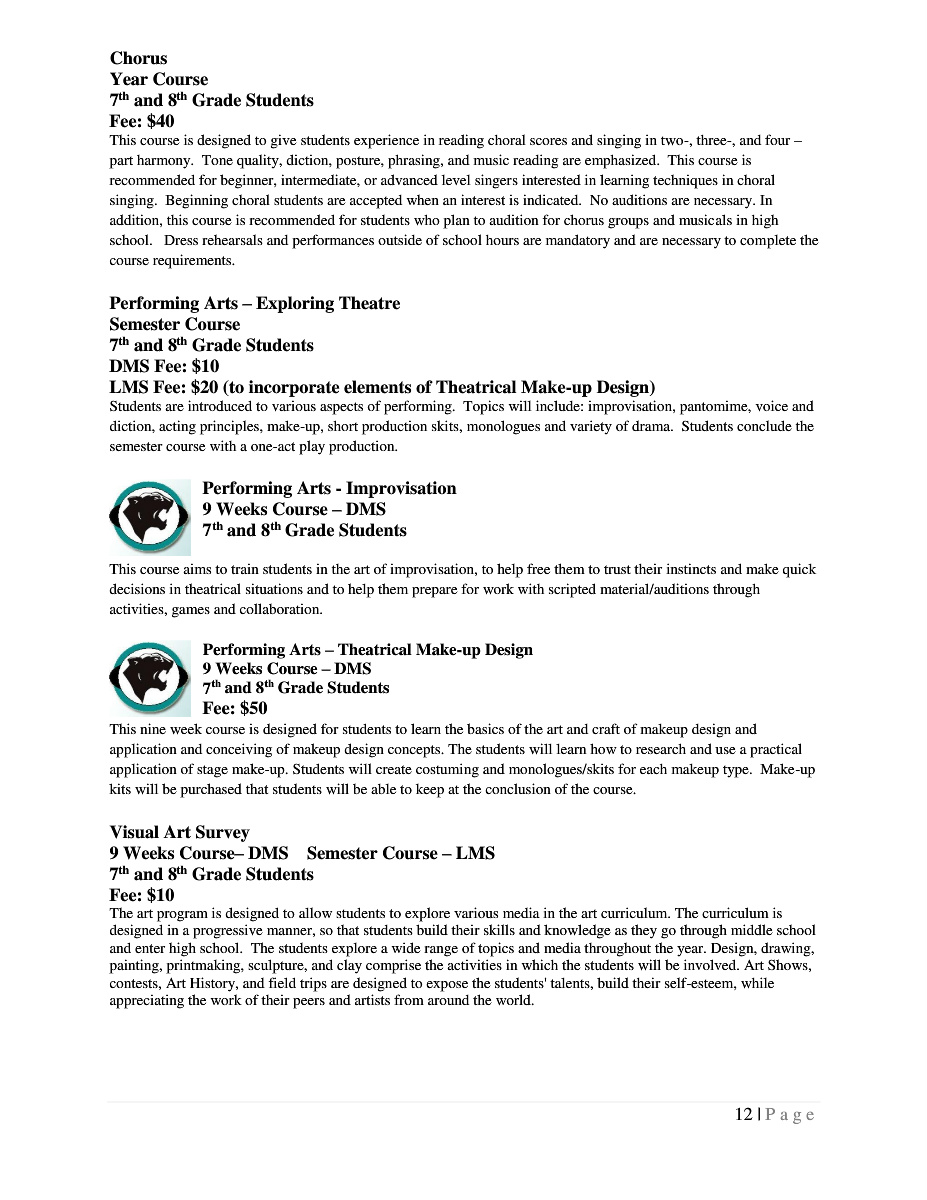 Chorus
Year Course
7th and 8th Grade Students
Fee: $40
This course is designed to give students experience in reading choral scores and singing in two-, three-, and four –
part harmony.  Tone quality, diction, posture, phrasing, and music reading are emphasized.  This course is
recommended for beginner, intermediate, or advanced level singers interested in learning techniques in choral
singing.  Beginning choral students are accepted when an interest is indicated.  No auditions are necessary. In
addition, this course is recommended for students who plan to audition for chorus groups and musicals in high
school.   Dress rehearsals and performances outside of school hours are mandatory and are necessary to complete the
course requirements.
Performing Arts – Exploring Theatre
Semester Course
7th and 8th Grade Students
DMS Fee: $10
LMS Fee: $20 (to incorporate elements of Theatrical Make-up Design)
Students are introduced to various aspects of performing.  Topics will include: improvisation, pantomime, voice and
diction, acting principles, make-up, short production skits, monologues and variety of drama.  Students conclude the
semester course with a one-act play production.
Performing Arts - Improvisation
9 Weeks Course – DMS
7th and 8th Grade Students
This course aims to train students in the art of improvisation, to help free them to trust their instincts and make quick
decisions in theatrical situations and to help them prepare for work with scripted material/auditions through
activities, games and collaboration.
Performing Arts – Theatrical Make-up Design
9 Weeks Course – DMS
7th and 8th Grade Students
Fee: $50
This nine week course is designed for students to learn the basics of the art and craft of makeup design and
application and conceiving of makeup design concepts. The students will learn how to research and use a practical
application of stage make-up. Students will create costuming and monologues/skits for each makeup type.  Make-up
kits will be purchased that students will be able to keep at the conclusion of the course.
Visual Art Survey
9 Weeks Course– DMS    Semester Course – LMS
7th and 8th Grade Students
Fee: $10
The art program is designed to allow students to explore various media in the art curriculum. The curriculum is
designed in a progressive manner, so that students build their skills and knowledge as they go through middle school
and enter high school.  The students explore a wide range of topics and media throughout the year. Design, drawing,
painting, printmaking, sculpture, and clay comprise the activities in which the students will be involved. Art Shows,
contests, Art History, and field trips are designed to expose the students' talents, build their self-esteem, while
appreciating the work of their peers and artists from around the world.
12 | P a g e